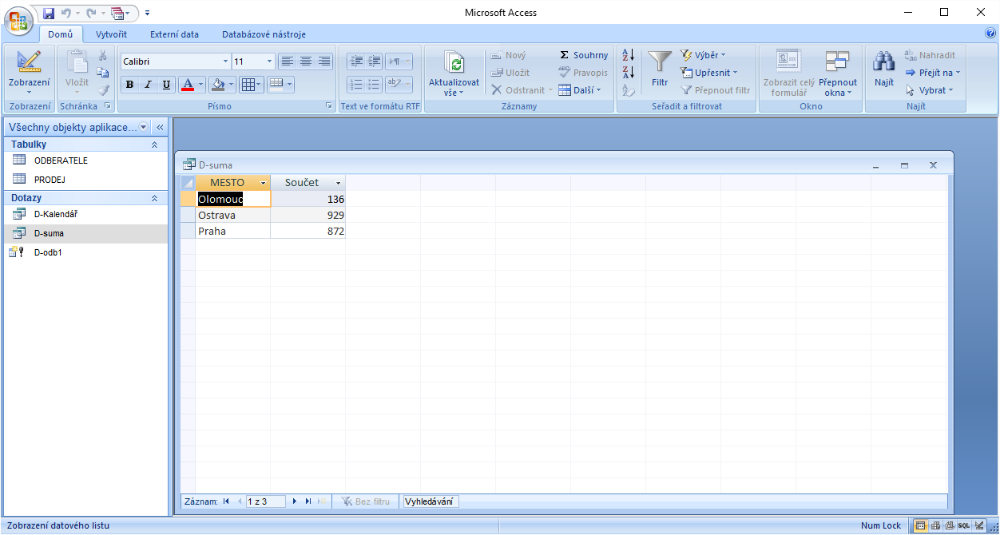 Microsoft Access
Domů Vytvořit Externí data Databázové nástroje
Zobrazení
Zobrazení
Vložit
Schránka
Calibri 11
B I U A
Písmo
Text ve formátu RTF
Aktualizovat vše
Nový
Uložit
Odstranit
Σ Souhrny
Pravopis
Další
Záznamy
Filtr
Výběr
Upřesnit
Přepnout filtr
Seřadit a filtrovat
Zobrazit celý formulář
Přepnout okna
Okno
Najít
Nahradit
Přejít na
Vybrat
Najít
Všechny objekty aplikace...
Tabulky
ODBERATELE
PRODEJ
Dotazy
D-Kalendář
D-suma
D-odb1
D-suma
MESTO Součet
Olomouc 136
Ostrava 929
Praha 872
Záznam: 1 z 3 Bez filtru Vyhledávání
Zobrazení datového listu Num Lock SQL